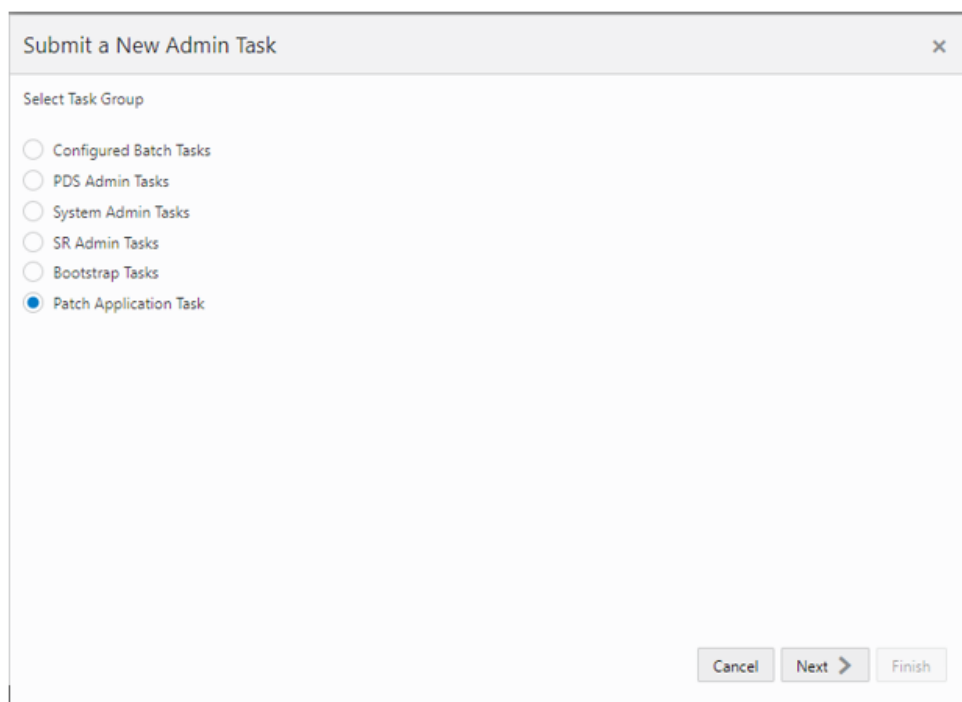 Submit a New Admin Task
Select Task Group
Configured Batch Tasks
PDS Admin Tasks
System Admin Tasks
SR Admin Tasks
Bootstrap Tasks
Patch Application Task
Cancel Next Finish